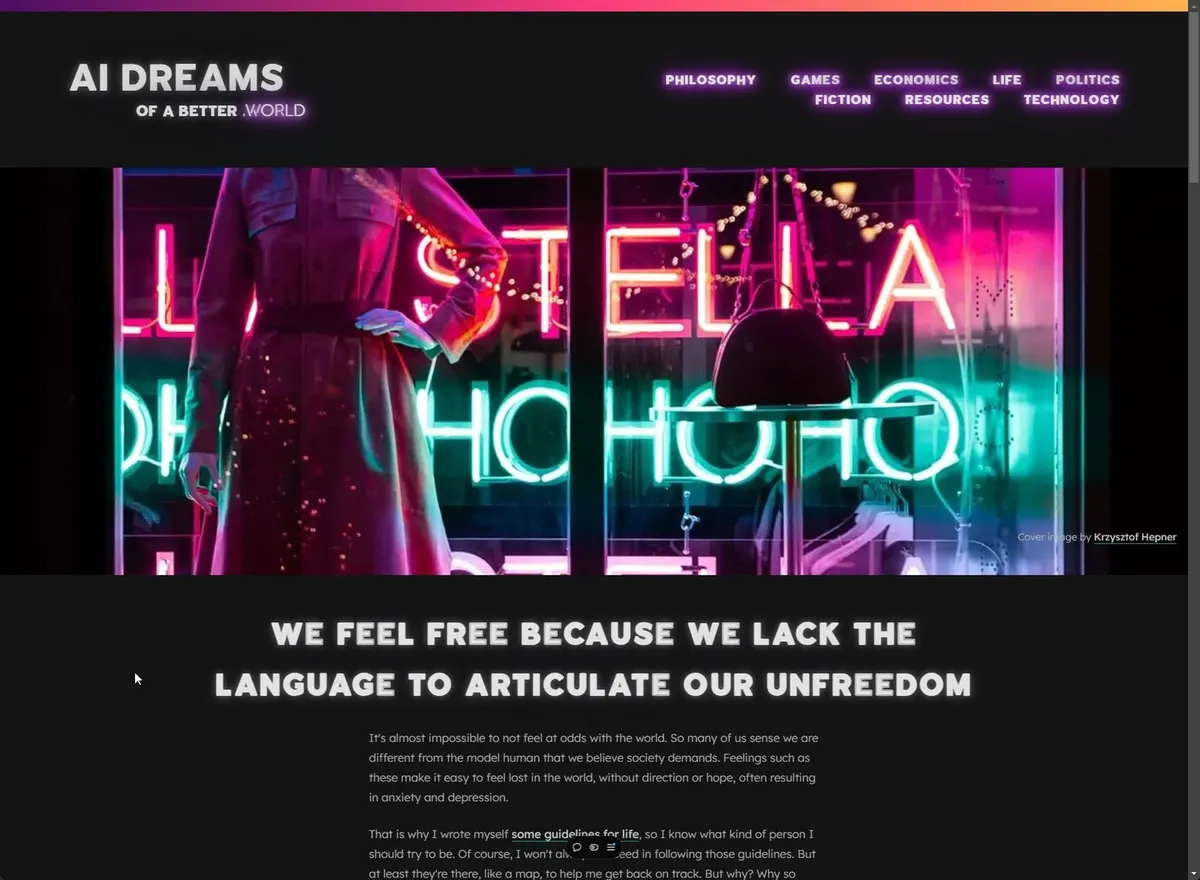 AI DREAMS
OF A BETTER .WORLD
PHILOSOPHY GAMES ECONOMICS LIFE POLITICS
FICTION RESOURCES TECHNOLOGY
STELLA
HOHOHO
Cover image by Krzysztof Hepner
WE FEEL FREE BECAUSE WE LACK THE
LANGUAGE TO ARTICULATE OUR UNFREEDOM
It's almost impossible to not feel at odds with the world. So many of us sense we are
different from the model human that we believe society demands. Feelings such as
these make it easy to feel lost in the world, without direction or hope, often resulting
in anxiety and depression.
That is why I wrote myself some guidelines for life, so I know what kind of person I
should try to be. Of course, I won't in following those guidelines. But
at least they're there, like a map, to help me get back on track. But why? Why so